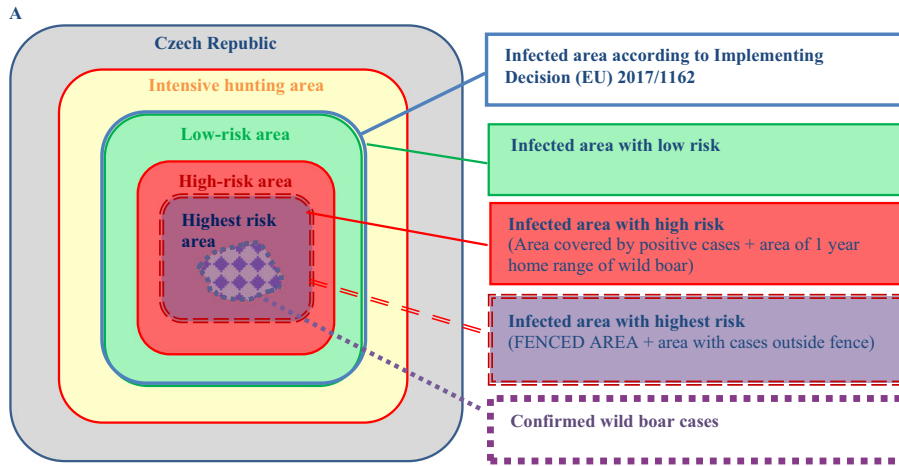 A
Czech Republic
Intensive hunting area
Low-risk area
High-risk area
Highest risk
area
Infected area according to Implementing
Decision (EU) 2017/1162
Infected area with low risk
Infected area with high risk
(Area covered by positive cases + area of 1 year
home range of wild boar)
Infected area with highest risk
(FENCED AREA + area with cases outside fence)
Confirmed wild boar cases